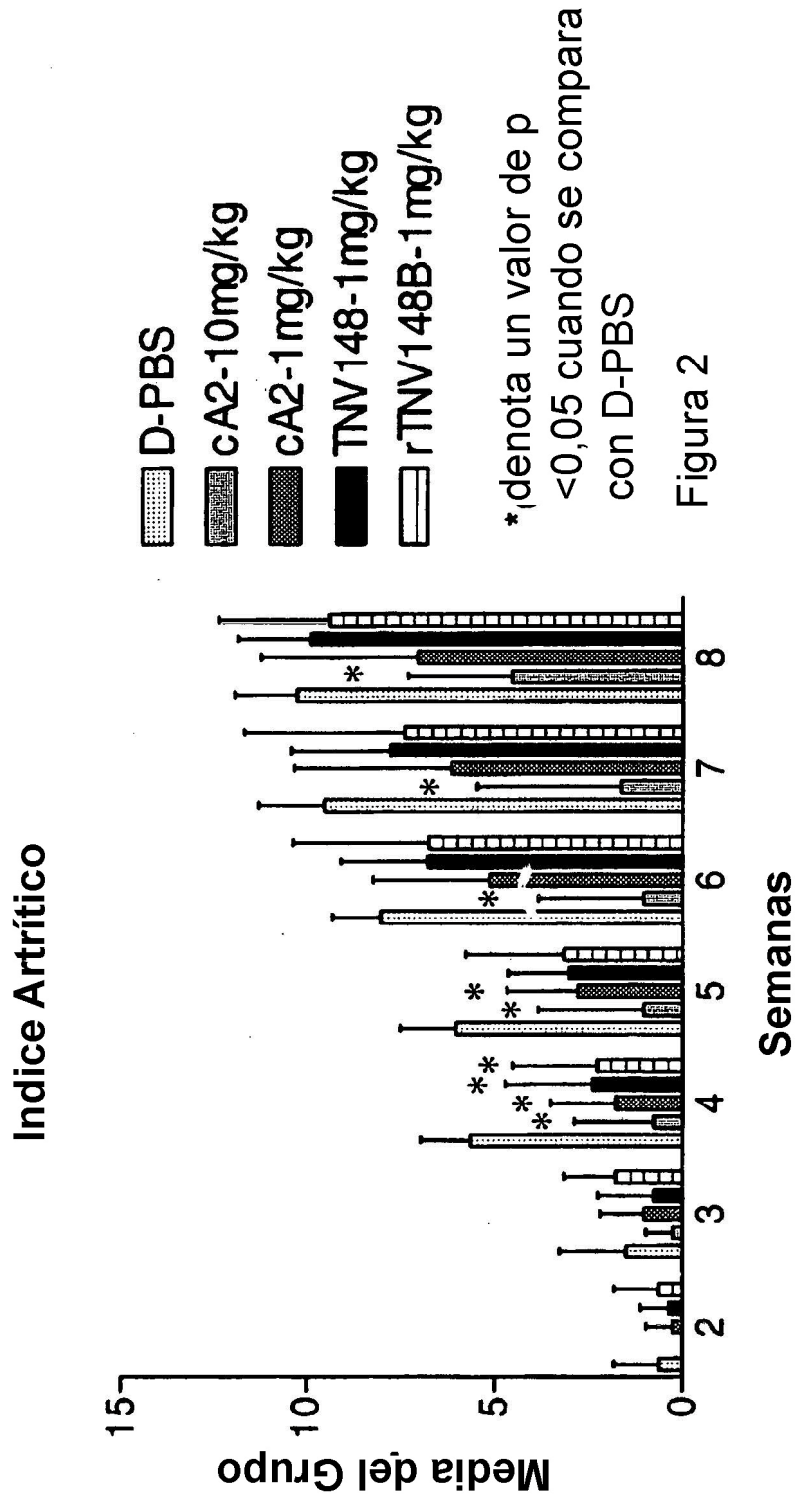 Indice Artrítico
Media del Grupo
15
10
5
0
2 3 4 5 6 7 8
Semanas
* * * *
* *
*
*
*
D-PBS
cA2-10mg/kg
cA2-1mg/kg
TNV148-1mg/kg
rTNV148B-1mg/kg
* denota un valor de p
<0,05 cuando se compara
con D-PBS
Figura 2